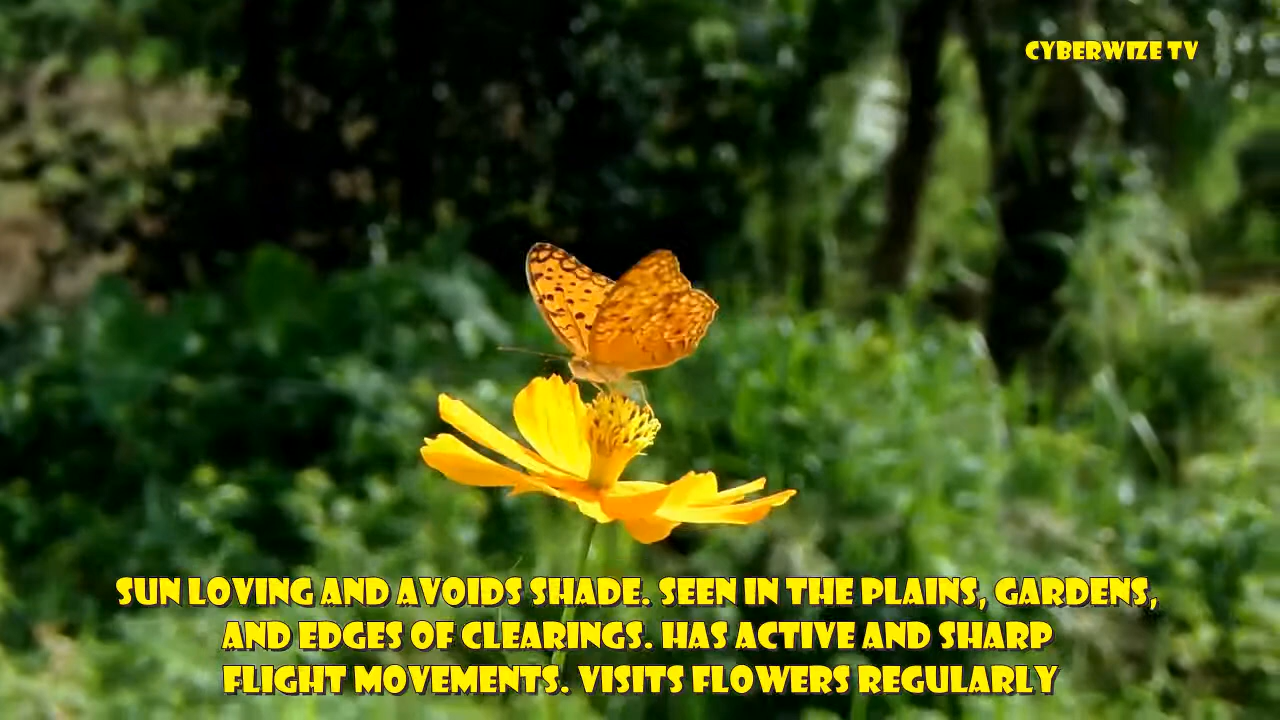 CYBERWIZE TV
SUN LOVING AND AVOIDS SHADE. SEEN IN THE PLAINS, GARDENS,
AND EDGES OF CLEARINGS. HAS ACTIVE AND SHARP
FLIGHT MOVEMENTS. VISITS FLOWERS REGULARLY